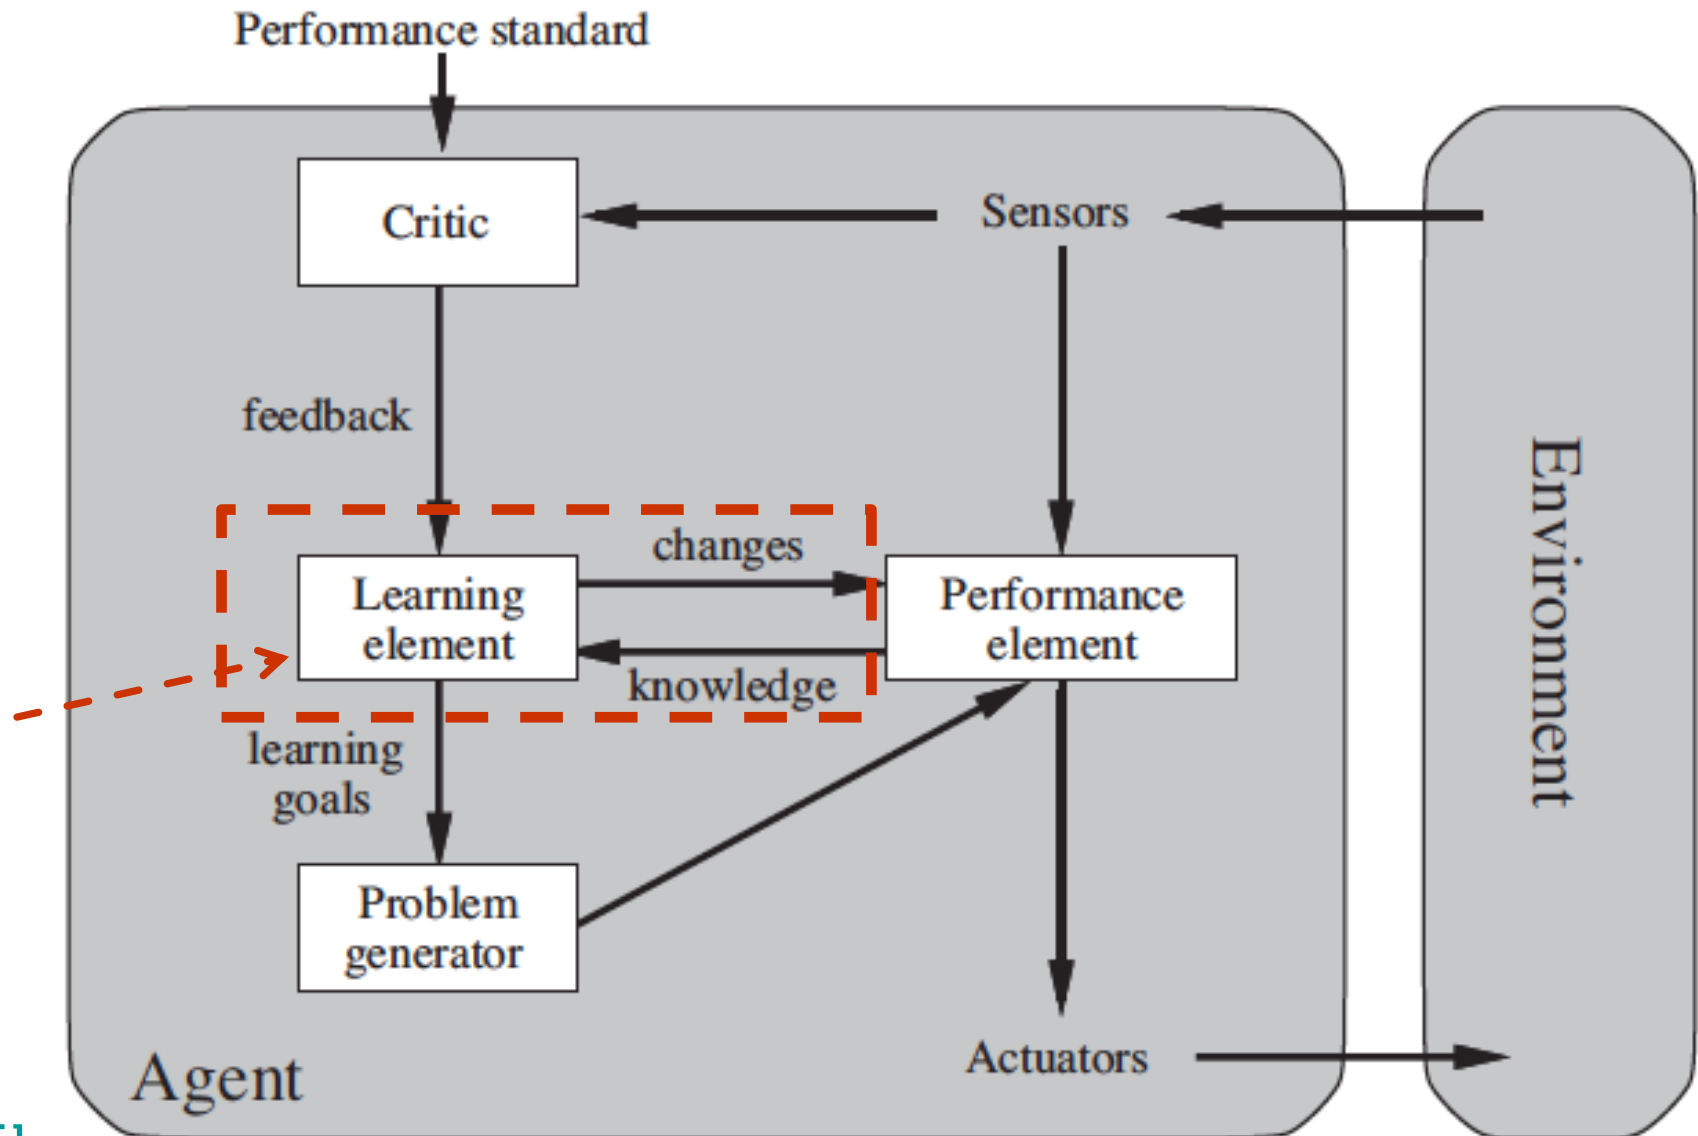 Performance standard
Critic
Sensors
feedback
changes
Learning
element
Performance
element
knowledge
learning
goals
Problem
generator
Environment
Agent
Actuators